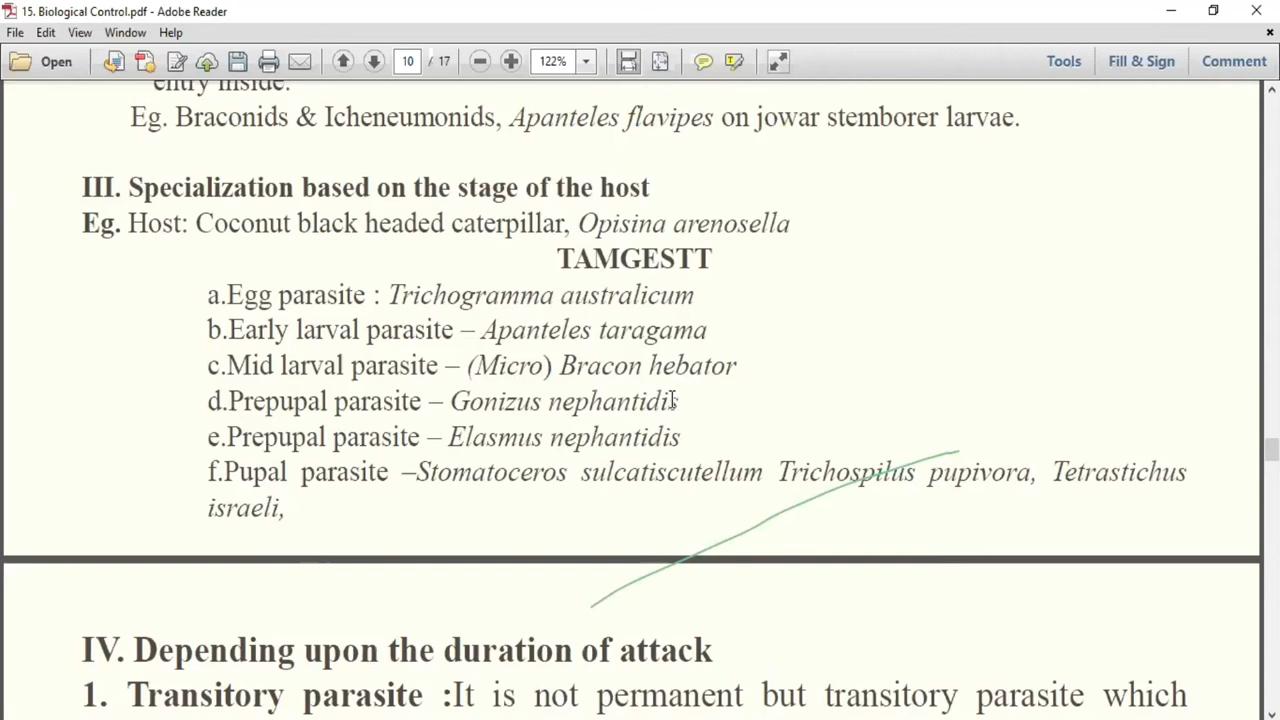 15. Biological Control.pdf - Adobe Reader
File Edit View Window Help
Open 10 / 17 122% Tools Fill & Sign Comment
entry inside.
Eg. Braconids & Icheneumonids, Apanteles flavipes on jowar stemborer larvae.
III. Specialization based on the stage of the host
Eg. Host: Coconut black headed caterpillar, Opisina arenosella
TAMGESTT
a.Egg parasite : Trichogramma australicum
b.Early larval parasite – Apanteles taragama
c.Mid larval parasite – (Micro) Bracon hebator
d.Prepupal parasite – Gonizus nephantidis
e.Prepupal parasite – Elasmus nephantidis
f.Pupal parasite –Stomatoceros sulcatiscutellum Trichospilus pupivora, Tetrastichus
israeli,
IV. Depending upon the duration of attack
1. Transitory parasite :It is not permanent but transitory parasite which